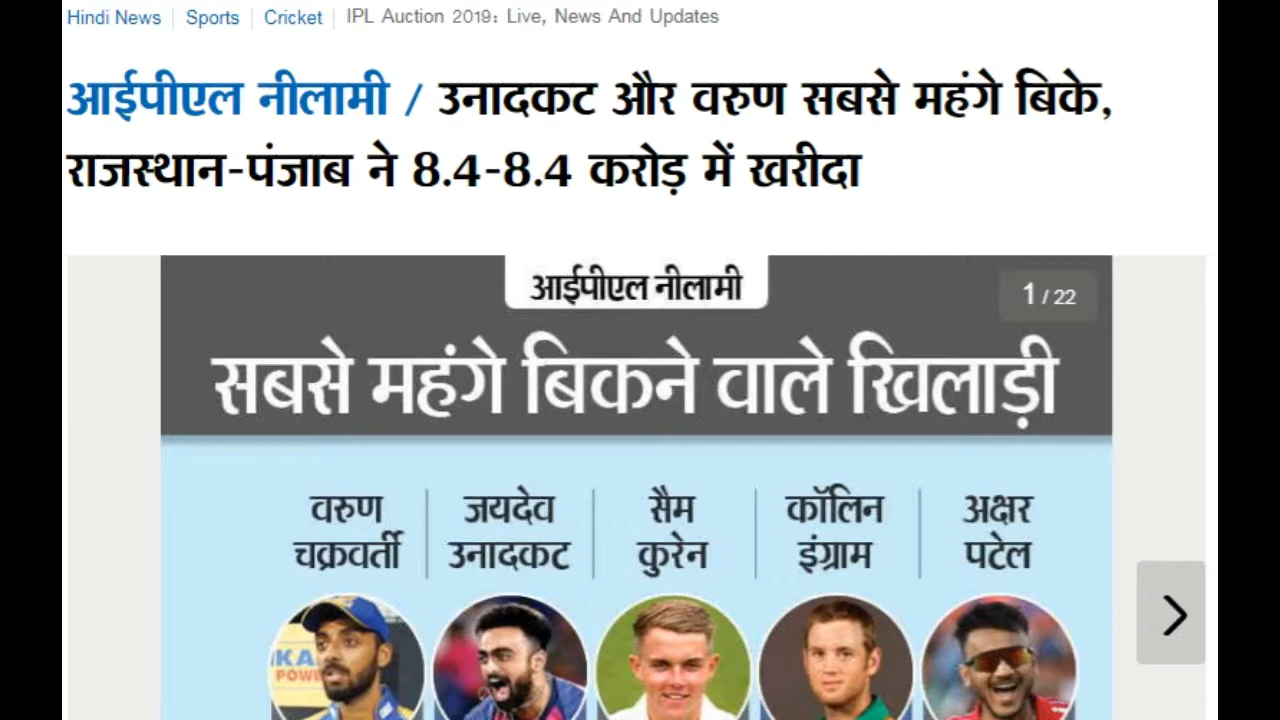 Hindi News | Sports | Cricket | IPL Auction 2019: Live, News And Updates
आईपीएल नीलामी / उनादकट और वरुण सबसे महंगे बिके,
राजस्थान-पंजाब ने 8.4-8.4 करोड़ में खरीदा
आईपीएल नीलामी
1 / 22
सबसे महंगे बिकने वाले खिलाड़ी
वरुण चक्रवर्ती
जयदेव उनादकट
सैम कुरेन
कॉलिन इंग्राम
अक्षर पटेल
KA
POWE